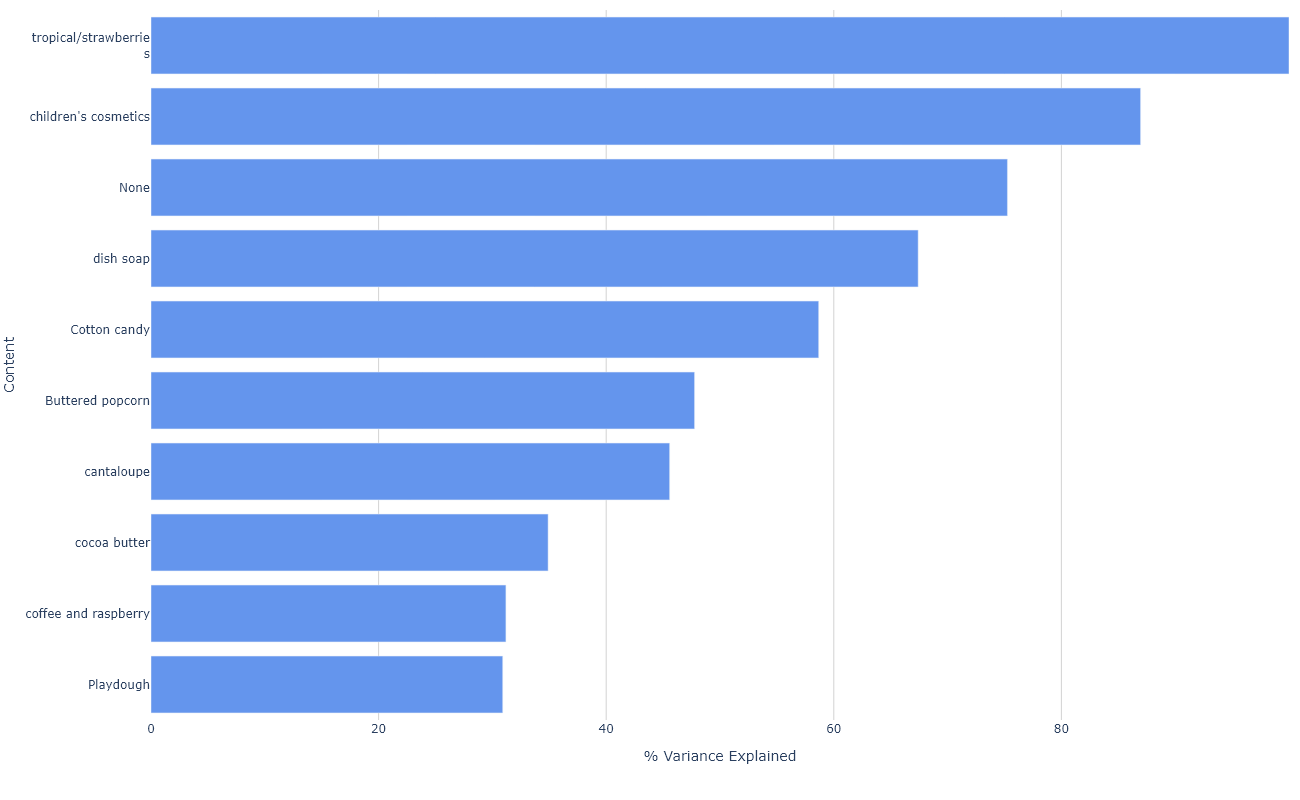 tropical/strawberrie
s
children's cosmetics
None
dish soap
Cotton candy
Buttered popcorn
cantaloupe
cocoa butter
coffee and raspberry
Playdough
Content
0 20 40 60 80
% Variance Explained